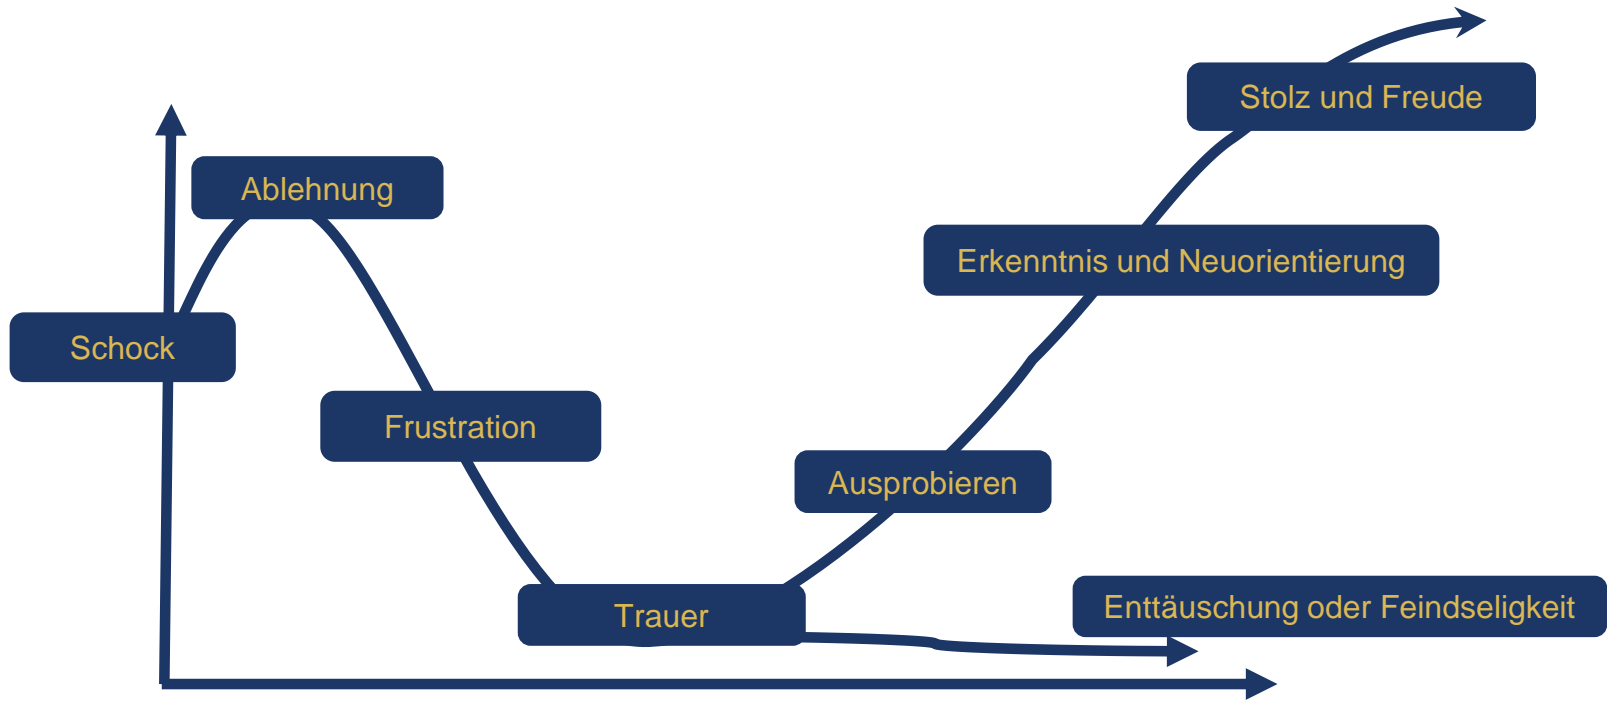 Schock
Ablehnung
Frustration
Trauer
Ausprobieren
Erkenntnis und Neuorientierung
Stolz und Freude
Enttäuschung oder Feindseligkeit